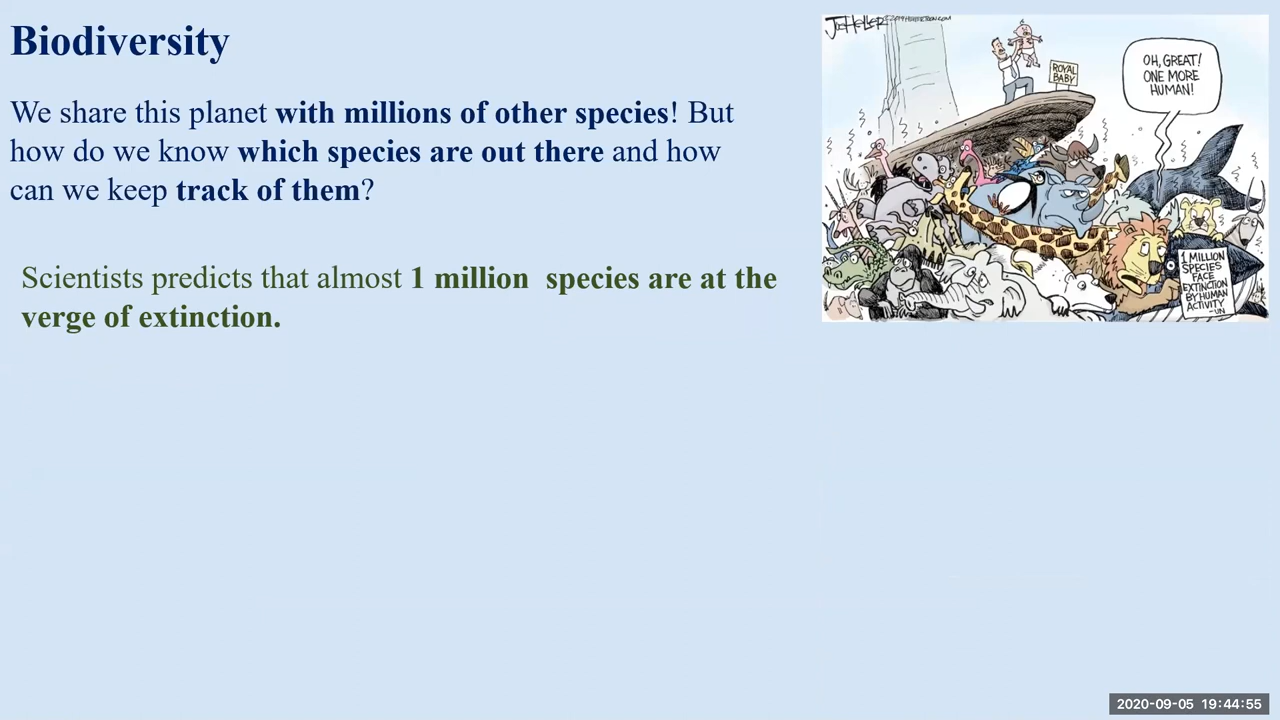 Biodiversity
We share this planet with millions of other species! But
how do we know which species are out there and how
can we keep track of them?
Scientists predicts that almost 1 million  species are at the
verge of extinction.
ROYAL
BABY
OH, GREAT!
ONE MORE
HUMAN!
1 MILLION
SPECIES
FACE
EXTINCTION
BY HUMAN
ACTIVITY
-UN
2020-09-05 19:44:55